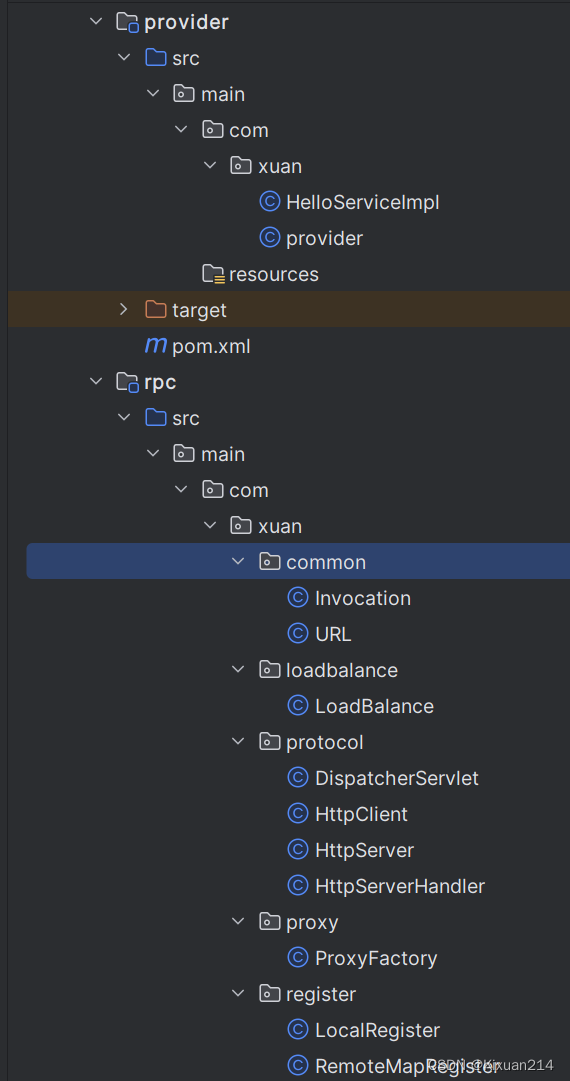 provider
src
main
com
xuan
HelloServiceImpl
provider
resources
target
pom.xml
rpc
src
main
com
xuan
common
Invocation
URL
loadbalance
LoadBalance
protocol
DispatcherServlet
HttpClient
HttpServer
HttpServerHandler
proxy
ProxyFactory
register
LocalRegister
RemoteMapRegister